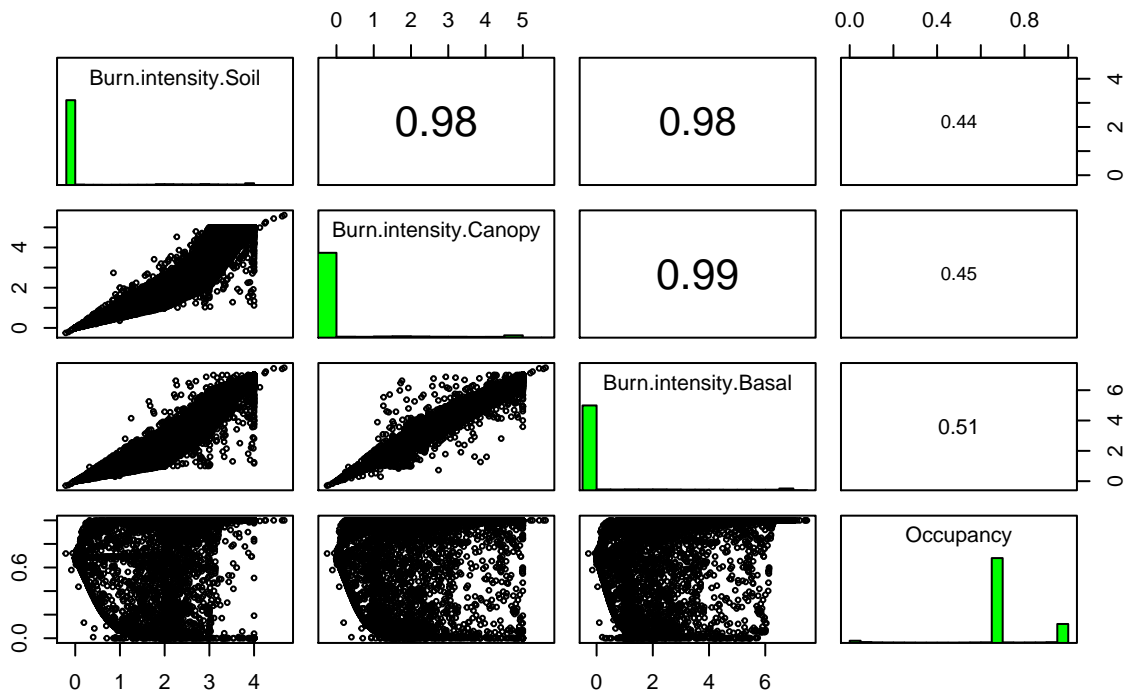 0 1 2 3 4 5
0.0 0.4 0.8
Burn.intensity.Soil
0.98
0.98
0.44
0 2 4
Burn.intensity.Canopy
0.99
0.45
0 2 4
Burn.intensity.Basal
0.51
0 2 4 6
Occupancy
0.0 0.6
0 1 2 3 4
0 2 4 6